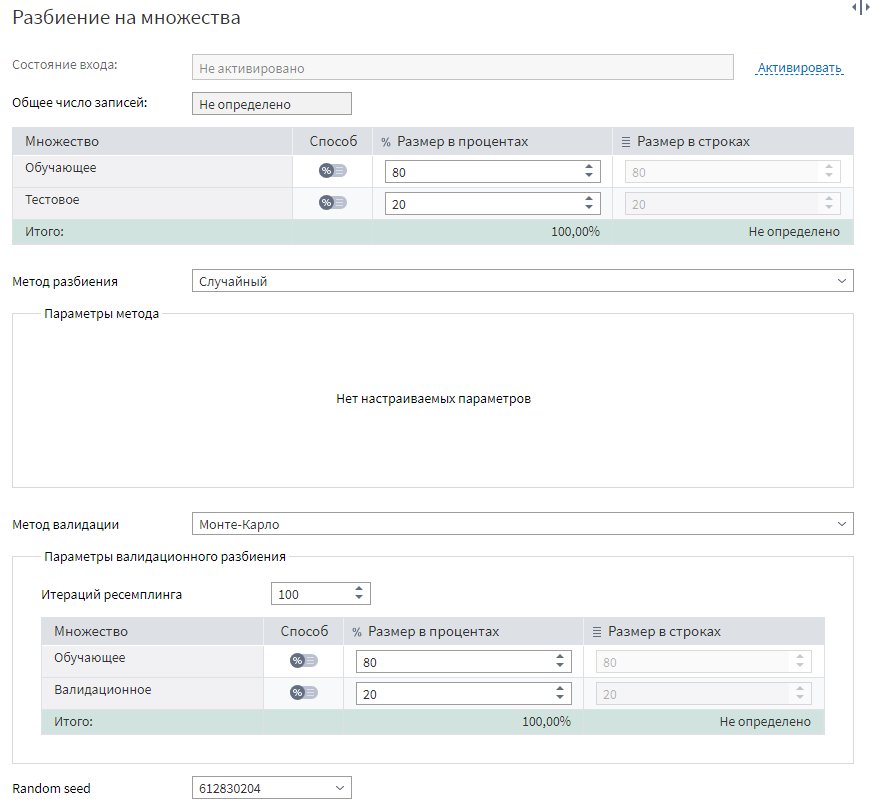 Разбиение на множества
Состояние входа: Не активировано Активировать
Общее число записей: Не определено
Множество Способ % Размер в процентах Размер в строках
Обучающее % 80 80
Тестовое % 20 20
Итого: 100,00% Не определено
Метод разбиения Случайный
Параметры метода
Нет настраиваемых параметров
Метод валидации Монте-Карло
Параметры валидационного разбиения
Итераций ресемплинга 100
Множество Способ % Размер в процентах Размер в строках
Обучающее % 80 80
Валидационное % 20 20
Итого: 100,00% Не определено
Random seed 612830204